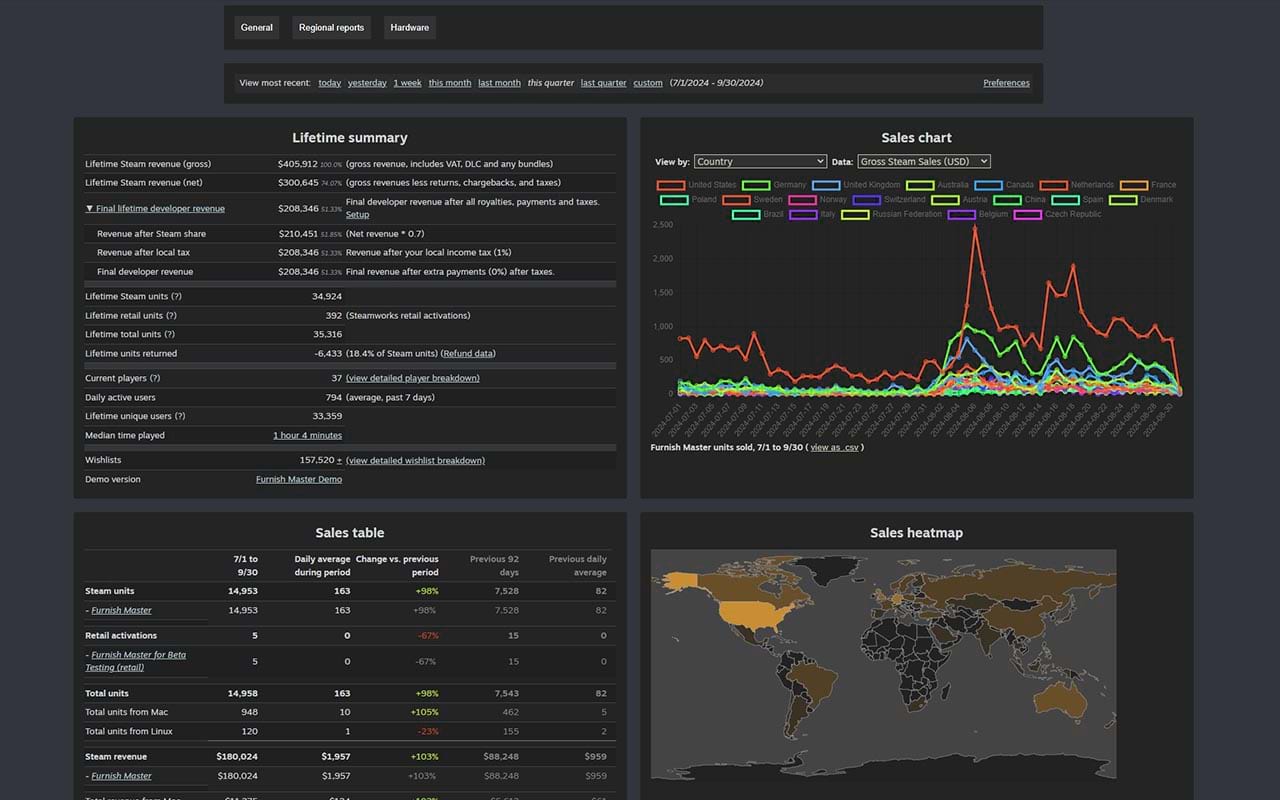 General Regional reports Hardware
View most recent: today yesterday 1 week this month last month this quarter last quarter custom (7/1/2024 - 9/30/2024) Preferences
Lifetime summary
Lifetime Steam revenue (gross) $405,912 100.0% (gross revenue, includes VAT, DLC and any bundles)
Lifetime Steam revenue (net) $300,645 74.07% (gross revenues less returns, chargebacks, and taxes)
▼ Final lifetime developer revenue $208,346 51.33% Final developer revenue after all royalties, payments and taxes.
Setup
Revenue after Steam share $210,451 51.85% (Net revenue * 0.7)
Revenue after local tax $208,346 51.33% Revenue after your local income tax (1%)
Final developer revenue $208,346 51.33% Final revenue after extra payments (0%) after taxes.
Lifetime Steam units (?) 34,924
Lifetime retail units (?) 392 (Steamworks retail activations)
Lifetime total units (?) 35,316
Lifetime units returned -6,433 (18.4% of Steam units) (Refund data)
Current players (?) 37 (view detailed player breakdown)
Daily active users 794 (average, past 7 days)
Lifetime unique users (?) 33,359
Median time played 1 hour 4 minutes
Wishlists 157,520 + (view detailed wishlist breakdown)
Demo version Furnish Master Demo
Sales chart
View by: Country Data: Gross Steam Sales (USD)
United States Germany United Kingdom Australia Canada Netherlands France
Poland Sweden Norway Switzerland Austria China Spain Denmark
Brazil Italy Russian Federation Belgium Czech Republic
2,500
2,000
1,500
1,000
500
0
Furnish Master units sold, 7/1 to 9/30 ( view as .csv )
Sales table
7/1 to 9/30 Daily average during period Change vs. previous period Previous 92 days Previous daily average
Steam units 14,953 163 +98% 7,528 82
- Furnish Master 14,953 163 +98% 7,528 82
Retail activations 5 0 -67% 15 0
- Furnish Master for Beta
Testing (retail) 5 0 -67% 15 0
Total units 14,958 163 +98% 7,543 82
Total units from Mac 948 10 +105% 462 5
Total units from Linux 120 1 -23% 155 2
Steam revenue $180,024 $1,957 +103% $88,248 $959
- Furnish Master $180,024 $1,957 +103% $88,248 $959
Sales heatmap